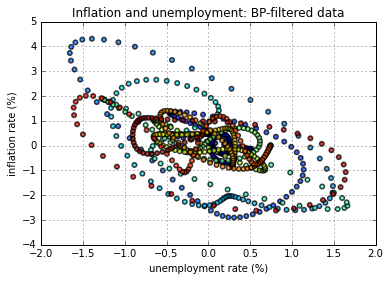 Inflation and unemployment: BP-filtered data
5
4
3
2
1
0
−1
−2
−3
−4
inflation rate (%)
−2.0 −1.5 −1.0 −0.5 0.0 0.5 1.0 1.5 2.0
unemployment rate (%)